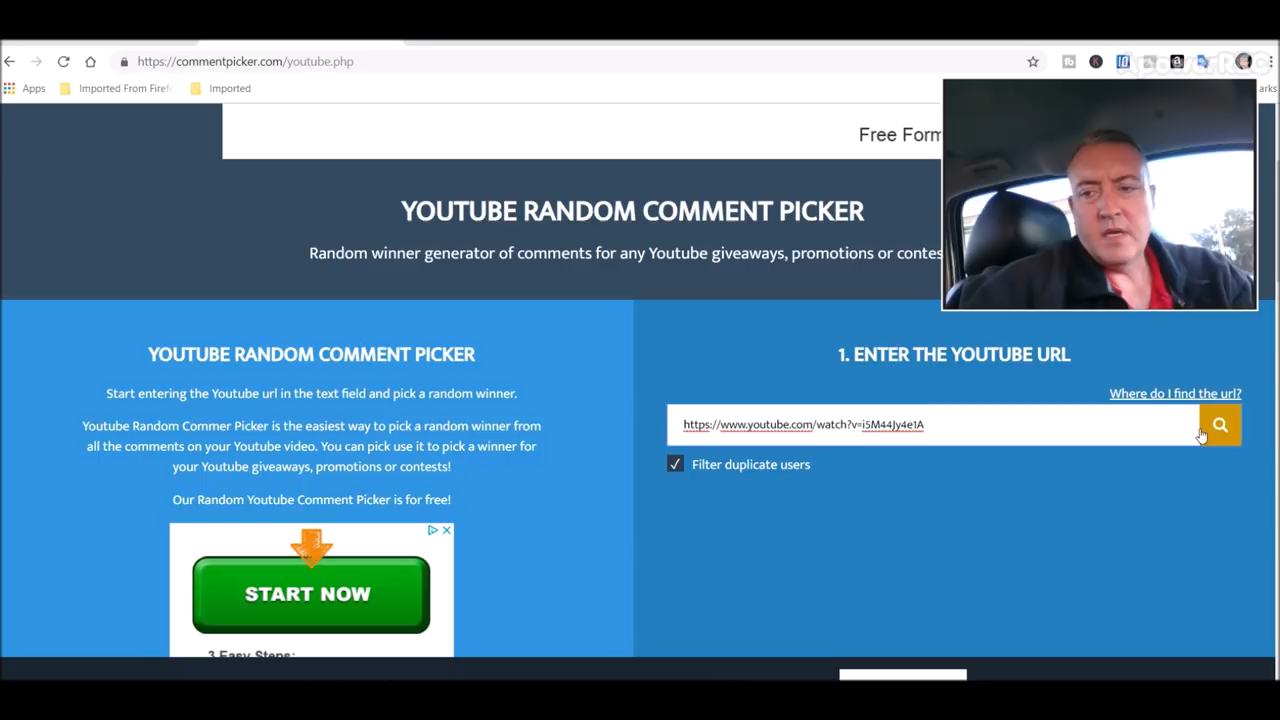 https://commentpicker.com/youtube.php
ApowerREC
Apps
Imported From Firef
Imported
arks
Free Form
YOUTUBE RANDOM COMMENT PICKER
Random winner generator of comments for any Youtube giveaways, promotions or contes
YOUTUBE RANDOM COMMENT PICKER
Start entering the Youtube url in the text field and pick a random winner.
Youtube Random Commer Picker is the easiest way to pick a random winner from
all the comments on your Youtube video. You can pick use it to pick a winner for
your Youtube giveaways, promotions or contests!
Our Random Youtube Comment Picker is for free!
START NOW
3 Easy Steps:
1. ENTER THE YOUTUBE URL
Where do I find the url?
https://www.youtube.com/watch?v=i5M44Jy4e1A
Filter duplicate users